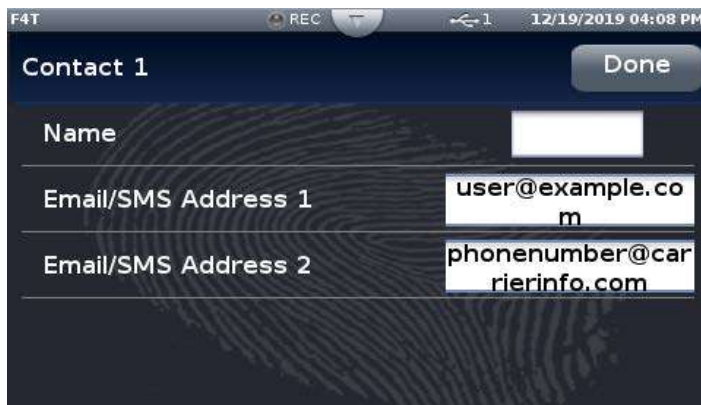 F4T REC 1 12/19/2019 04:08 PM
Contact 1 Done
Name
Email/SMS Address 1
user@example.co
m
Email/SMS Address 2
phonenumber@car
rierinfo.com